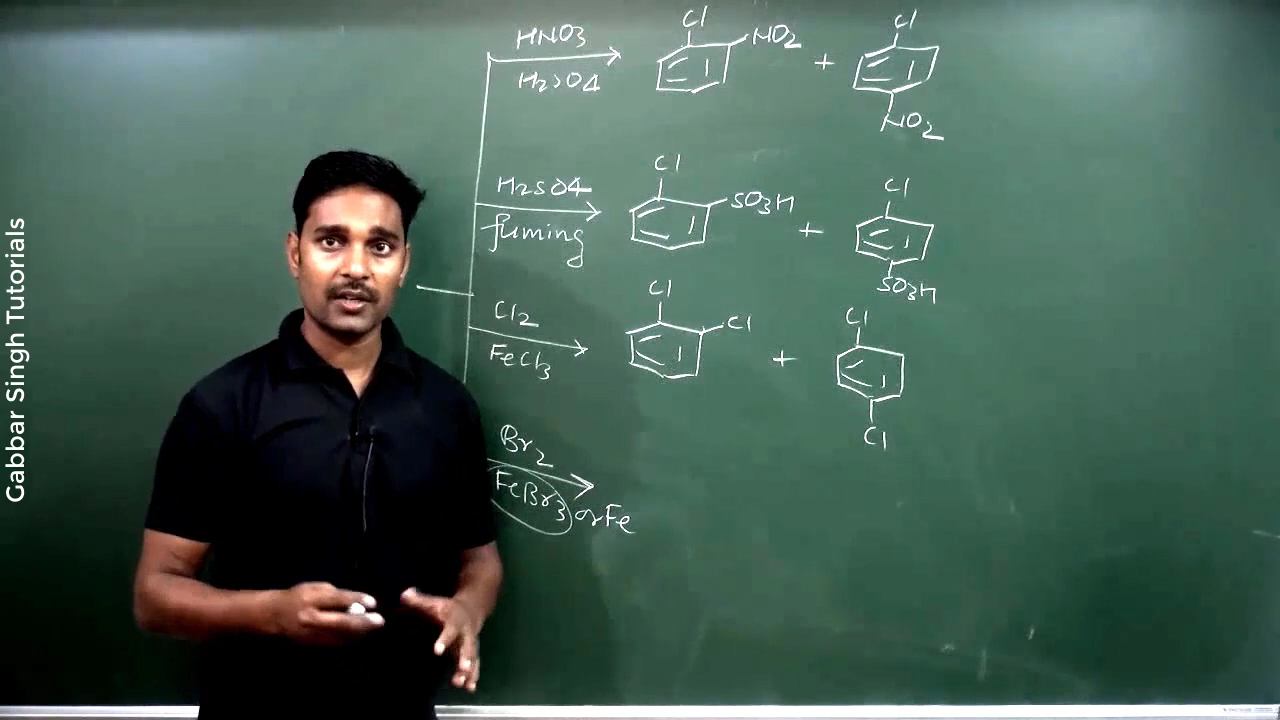 Gabbar Singh Tutorials
HNO3
H2SO4
Cl
NO2
+
Cl
NO2
H2SO4
fuming
Cl
SO3H
+
Cl
SO3H
Cl2
FeCl3
Cl
Cl
+
Cl
Cl
Br2
FeBr3 or Fe